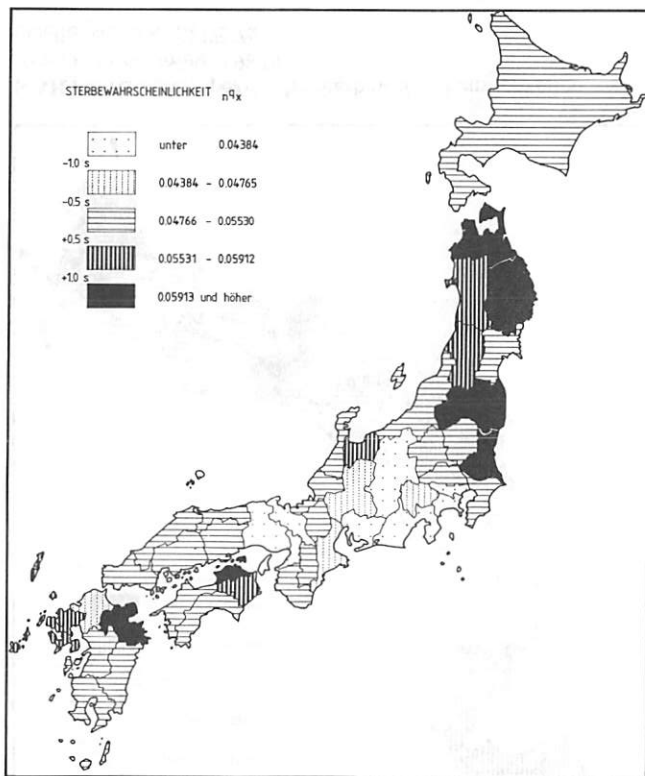 STERBEWAHRSCHEINLICHKEIT nqx
unter 0.04384
-1.0 s
0.04384 - 0.04765
-0.5 s
0.04766 - 0.05530
+0.5 s
0.05531 - 0.05912
+1.0 s
0.05913 und höher